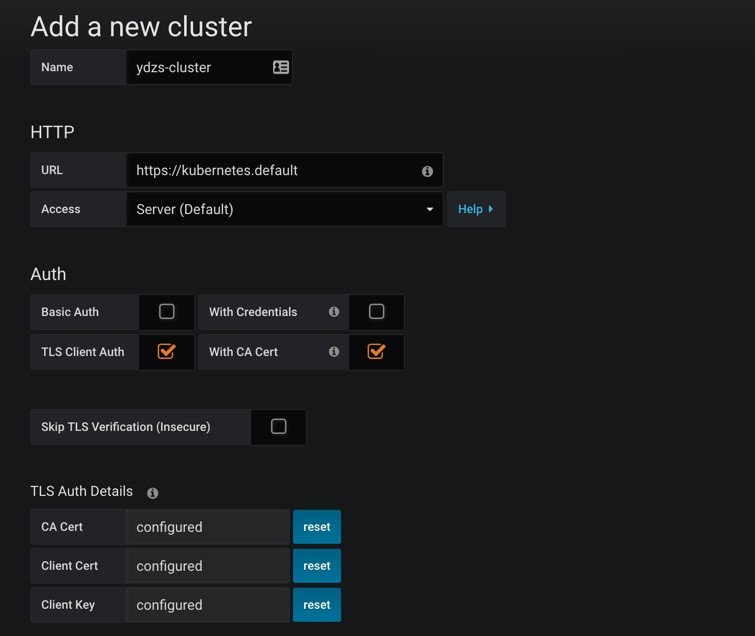 Add a new cluster
Name ydzs-cluster
HTTP
URL https://kubernetes.default
Access Server (Default) Help
Auth
Basic Auth With Credentials
TLS Client Auth With CA Cert
Skip TLS Verification (Insecure)
TLS Auth Details
CA Cert configured reset
Client Cert configured reset
Client Key configured reset